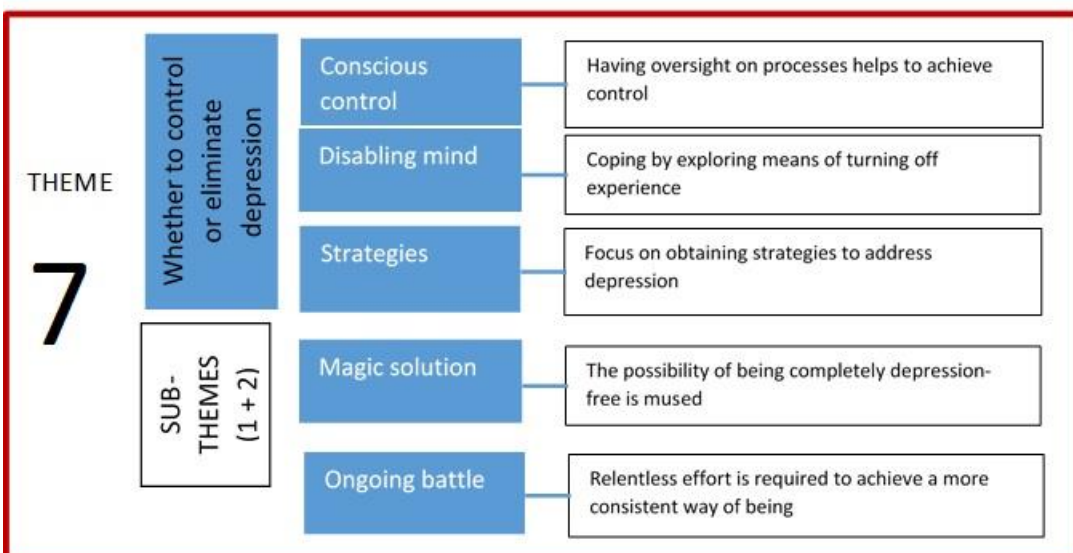 THEME
7
Whether to control
or eliminate
depression
SUB-
THEMES
(1 + 2)
Conscious
control
Having oversight on processes helps to achieve
control
Disabling mind
Coping by exploring means of turning off
experience
Strategies
Focus on obtaining strategies to address
depression
Magic solution
The possibility of being completely depression-
free is mused
Ongoing battle
Relentless effort is required to achieve a more
consistent way of being